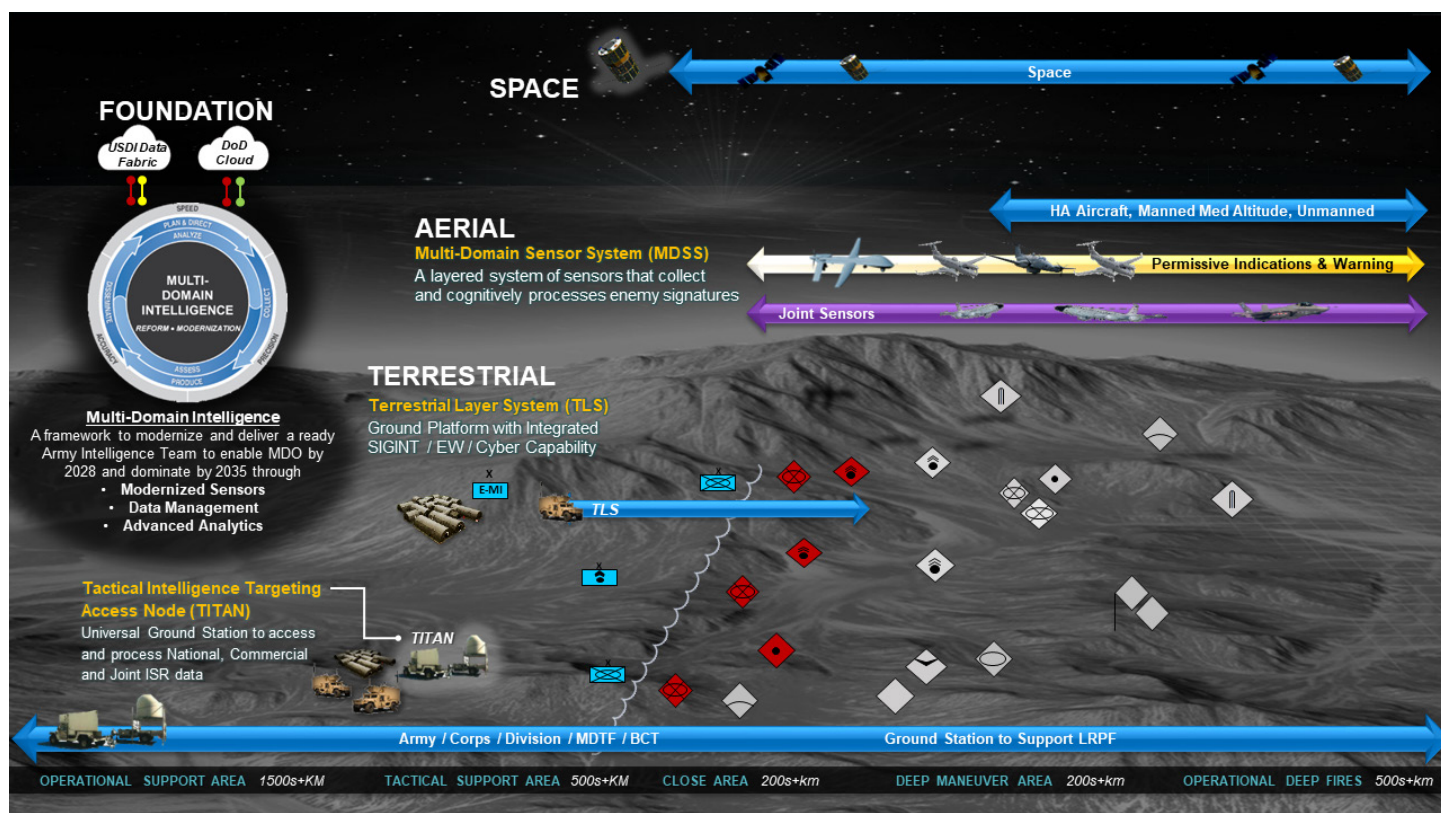 SPACE
Space
FOUNDATION
USDI Data
Fabric
DoD
Cloud
SPEED
PLAN & DIRECT
ANALYZE
MULTI-
DOMAIN
INTELLIGENCE
REFORM • MODERNIZATION
DISSEMINATE
COLLECT
ACCURACY
PRECISION
ASSESS
PRODUCE
Multi-Domain Intelligence
A framework to modernize and deliver a ready
Army Intelligence Team to enable MDO by
2028 and dominate by 2035 through
• Modernized Sensors
• Data Management
• Advanced Analytics
AERIAL
Multi-Domain Sensor System (MDSS)
A layered system of sensors that collect
and cognitively processes enemy signatures
HA Aircraft, Manned Med Altitude, Unmanned
Permissive Indications & Warning
Joint Sensors
TERRESTRIAL
Terrestrial Layer System (TLS)
Ground Platform with Integrated
SIGINT / EW / Cyber Capability
X
E-MI
X
TLS
X
X
Tactical Intelligence Targeting
Access Node (TITAN)
Universal Ground Station to access
and process National, Commercial
and Joint ISR data
TITAN
Army / Corps / Division / MDTF / BCT
Ground Station to Support LRPF
OPERATIONAL SUPPORT AREA 1500s+KM
TACTICAL SUPPORT AREA 500s+KM
CLOSE AREA 200s+km
DEEP MANEUVER AREA 200s+km
OPERATIONAL DEEP FIRES 500s+km